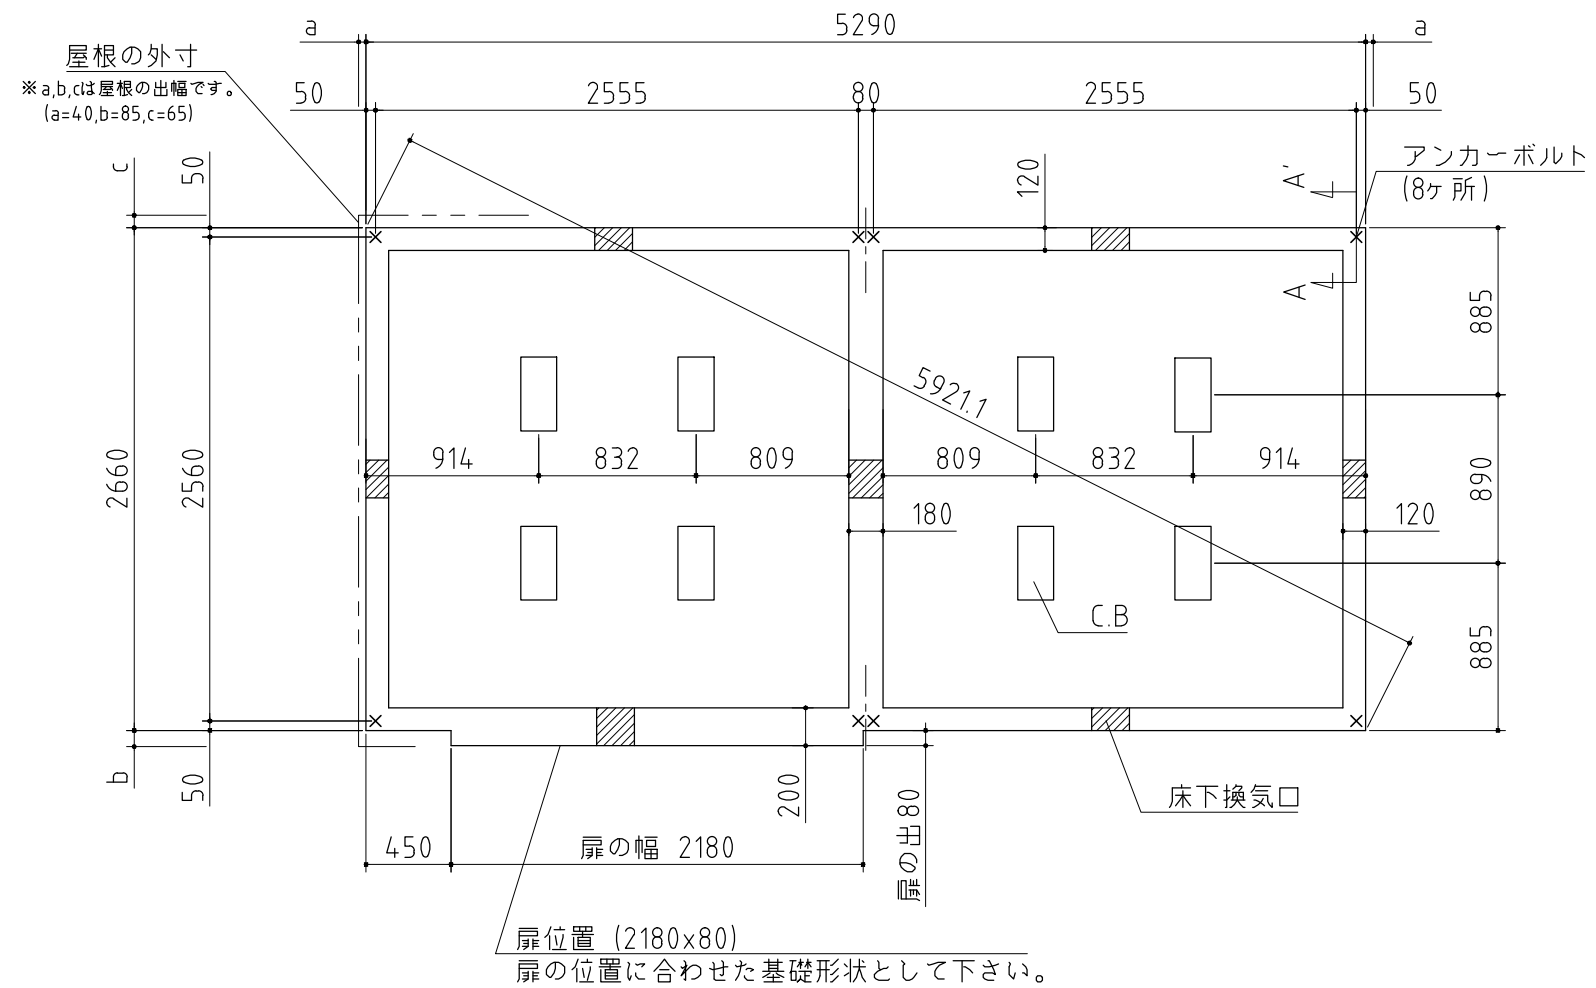 a
5290
a
屋根の外寸
※a,b,cは屋根の出幅です。
(a=40,b=85,c=65)
50
2555
80
2555
50
c
50
120
A'
アンカーボルト
(8ヶ所)
A
885
5921.1
2660
2560
914
832
809
809
832
914
890
180
120
C.B
885
b
50
200
扉の出80
床下換気口
450
扉の幅 2180
扉位置 (2180x80)
扉の位置に合わせた基礎形状として下さい。